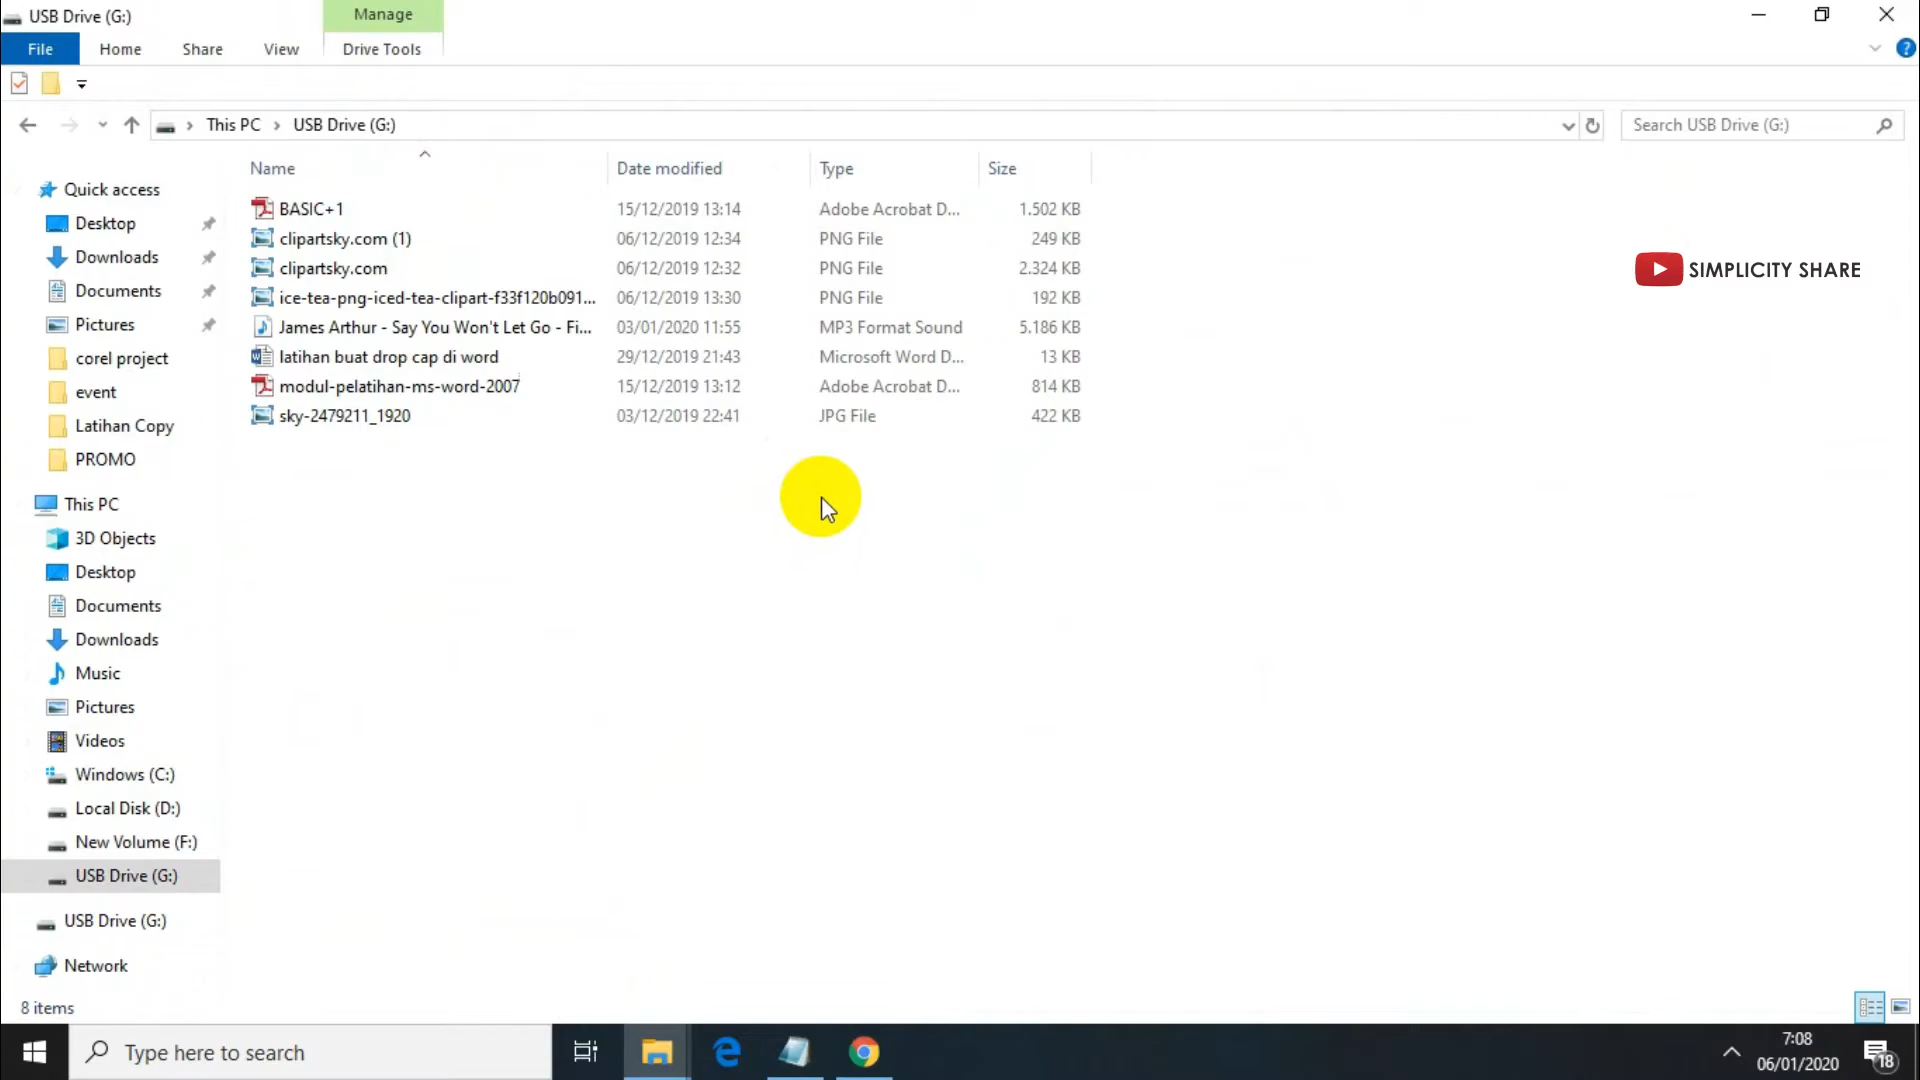 USB Drive (G:)
Manage
File
Home
Share
View
Drive Tools
This PC
USB Drive (G:)
Search USB Drive (G:)
Name
Date modified
Type
Size
BASIC+1 15/12/2019 13:14 Adobe Acrobat D... 1.502 KB
clipartsky.com (1) 06/12/2019 12:34 PNG File 249 KB
clipartsky.com 06/12/2019 12:32 PNG File 2.324 KB
ice-tea-png-iced-tea-clipart-f33f120b091... 06/12/2019 13:30 PNG File 192 KB
James Arthur - Say You Won't Let Go - Fi... 03/01/2020 11:55 MP3 Format Sound 5.186 KB
latihan buat drop cap di word 29/12/2019 21:43 Microsoft Word D... 13 KB
modul-pelatihan-ms-word-2007 15/12/2019 13:12 Adobe Acrobat D... 814 KB
sky-2479211_1920 03/12/2019 22:41 JPG File 422 KB
SIMPLICITY SHARE
Quick access
Desktop
Downloads
Documents
Pictures
corel project
event
Latihan Copy
PROMO
This PC
3D Objects
Desktop
Documents
Downloads
Music
Pictures
Videos
Windows (C:)
Local Disk (D:)
New Volume (F:)
USB Drive (G:)
USB Drive (G:)
Network
8 items
Type here to search
7:08
06/01/2020
18